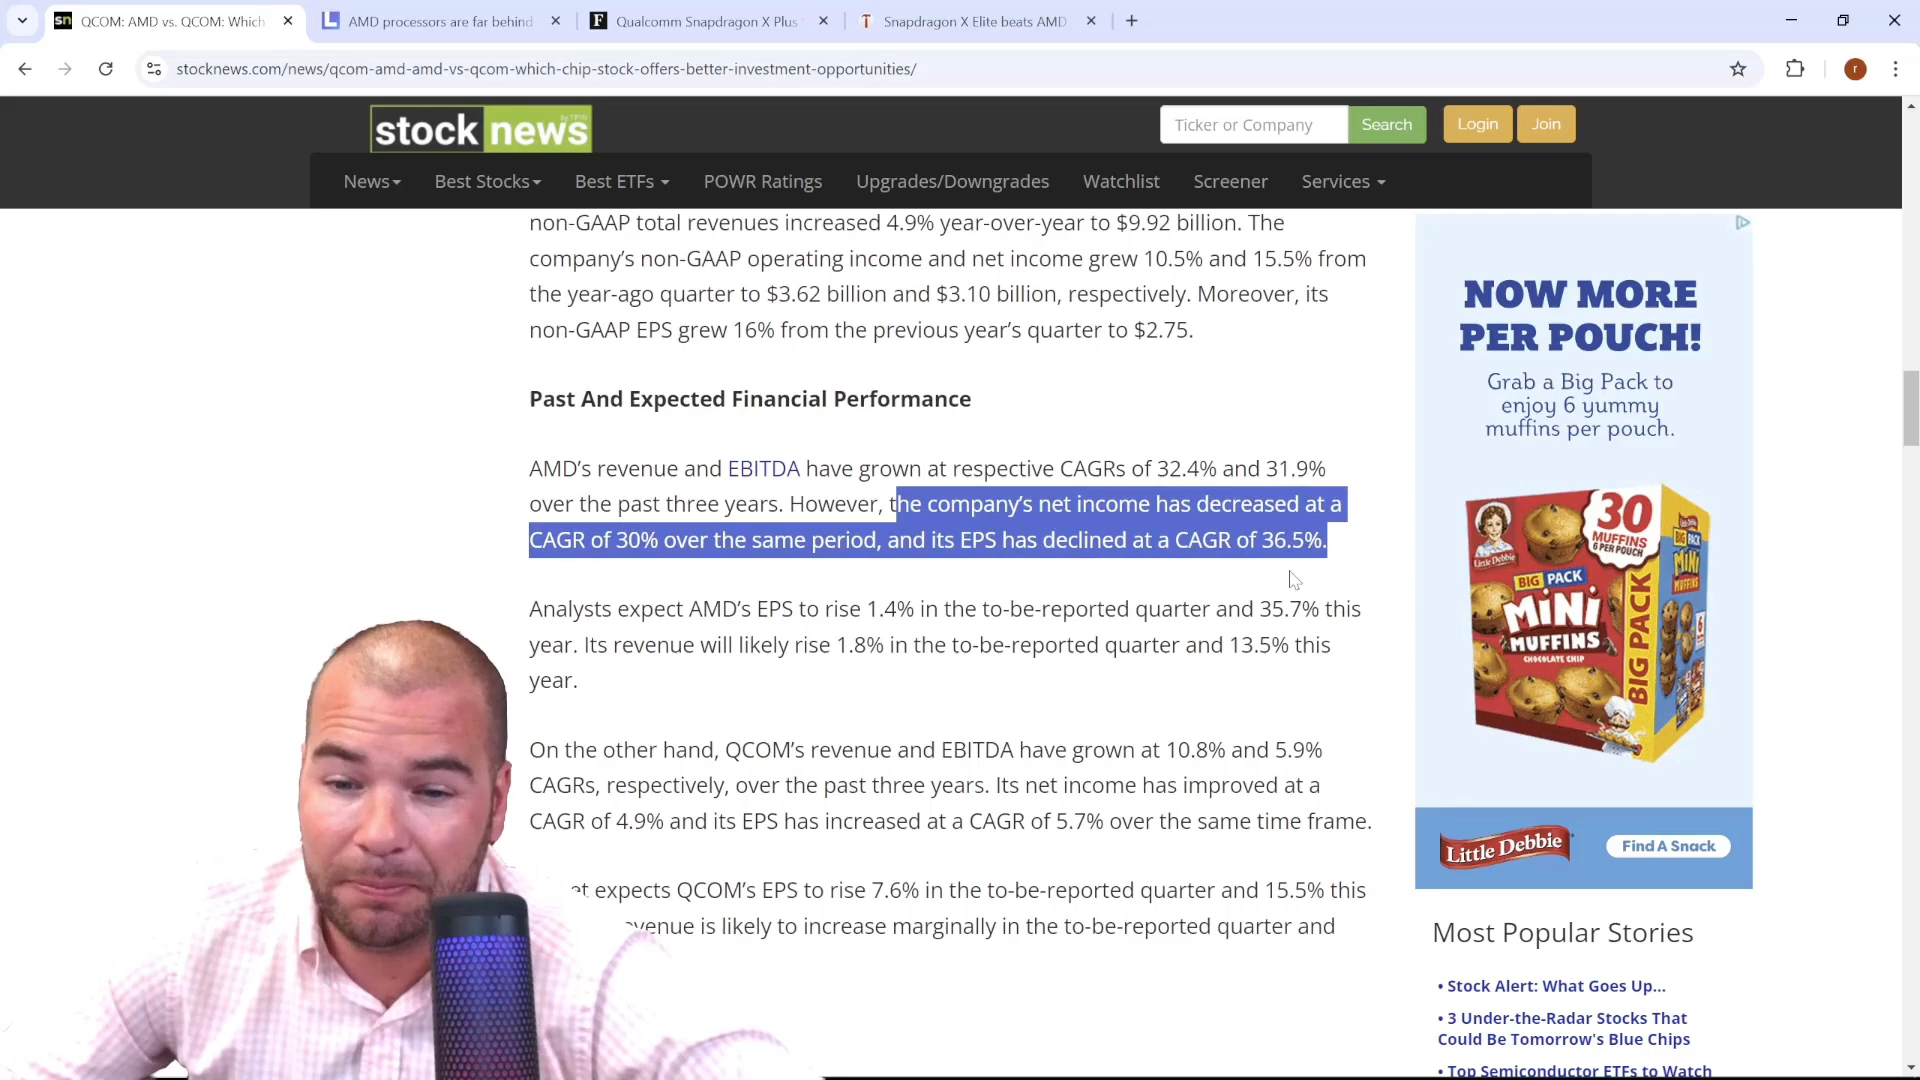 QCOM: AMD vs. QCOM: Which
AMD processors are far behind
Qualcomm Snapdragon X Plus
Snapdragon X Elite beats AMD
stocknews.com/news/qcom-amd-amd-vs-qcom-which-chip-stock-offers-better-investment-opportunities/
stock news
Ticker or Company
Search
Login
Join
News
Best Stocks
Best ETFs
POWR Ratings
Upgrades/Downgrades
Watchlist
Screener
Services
non-GAAP total revenues increased 4.9% year-over-year to $9.92 billion. The
company’s non-GAAP operating income and net income grew 10.5% and 15.5% from
the year-ago quarter to $3.62 billion and $3.10 billion, respectively. Moreover, its
non-GAAP EPS grew 16% from the previous year’s quarter to $2.75.
Past And Expected Financial Performance
AMD’s revenue and EBITDA have grown at respective CAGRs of 32.4% and 31.9%
over the past three years. However, the company’s net income has decreased at a
CAGR of 30% over the same period, and its EPS has declined at a CAGR of 36.5%.
Analysts expect AMD’s EPS to rise 1.4% in the to-be-reported quarter and 35.7% this
year. Its revenue will likely rise 1.8% in the to-be-reported quarter and 13.5% this
year.
On the other hand, QCOM’s revenue and EBITDA have grown at 10.8% and 5.9%
CAGRs, respectively, over the past three years. Its net income has improved at a
CAGR of 4.9% and its EPS has increased at a CAGR of 5.7% over the same time frame.
expects QCOM’s EPS to rise 7.6% in the to-be-reported quarter and 15.5% this
is likely to increase marginally in the to-be-reported quarter and
NOW MORE
PER POUCH!
Grab a Big Pack to
enjoy 6 yummy
muffins per pouch.
Little Debbie
30
MUFFINS
6 PER POUCH
BIG PACK
MINI
MUFFINS
CHOCOLATE CHIP
BIG PACK
Little Debbie
Find A Snack
Most Popular Stories
• Stock Alert: What Goes Up...
• 3 Under-the-Radar Stocks That
Could Be Tomorrow's Blue Chips
• Top Semiconductor ETFs to Watch